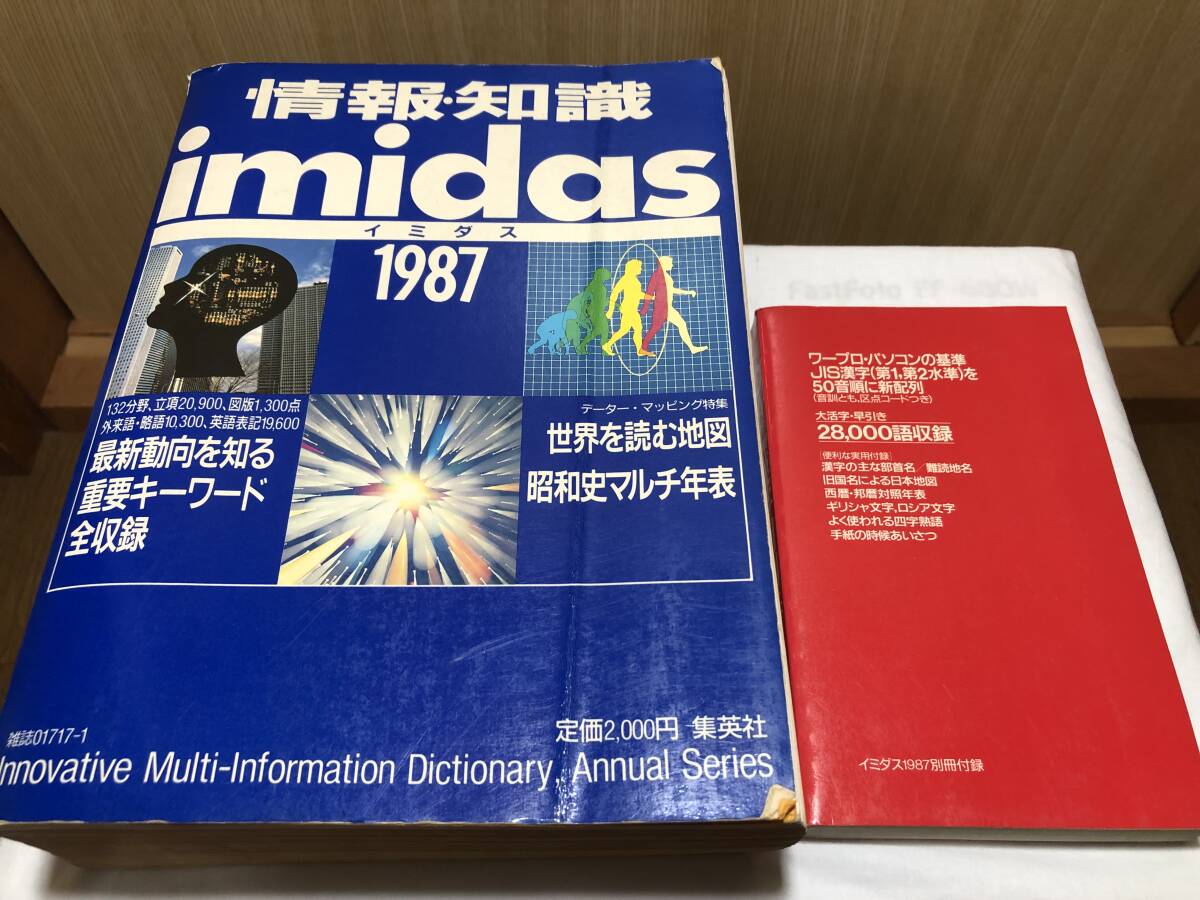 情報・知識
imidas
イミダス
1987
132分野、立項20,900、図版1,300点
外来語・略語10,300、英語表記19,600
最新動向を知る
重要キーワード
全収録
データー・マッピング特集
世界を読む地図
昭和史マルチ年表
雑誌01717-1
定価2,000円 集英社
Innovative Multi-Information Dictionary, Annual Series
ワープロ・パソコンの基準
JIS漢字(第1,第2水準)を
50音順に新配列
(音訓とも,区点コードつき)
大活字・早引き
28,000語収録
[便利な実用付録]
漢字の主な部首名/難読地名
旧国名による日本地図
西暦・邦暦対照年表
ギリシャ文字,ロシア文字
よく使われる四字熟語
手紙の時候あいさつ
イミダス1987別冊付録